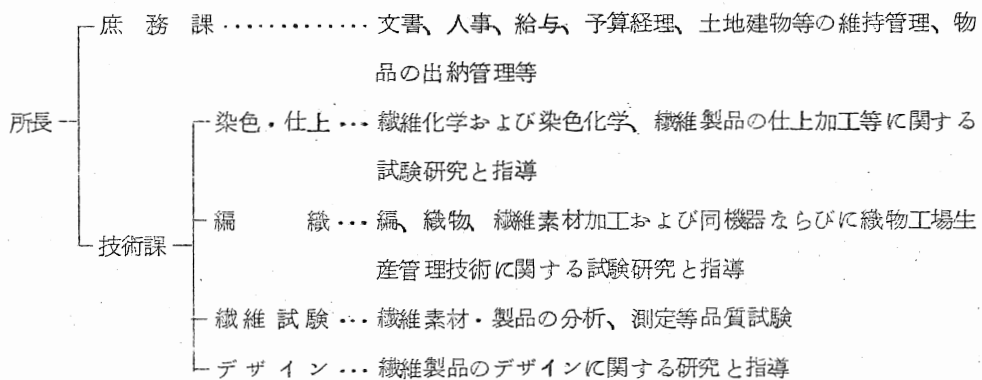 庶務課············文書、人事、給与、予算経理、土地建物等の維持管理、物
品の出納管理等
所長
染色・仕上···繊維化学および染色化学、繊維製品の仕上加工等に関する
試験研究と指導
編織···編、織物、繊維素材加工および同機器ならびに織物工場生
技術課
産管理技術に関する試験研究と指導
繊維試験···繊維素材・製品の分析、測定等品質試験
デザイン···繊維製品のデザインに関する研究と指導